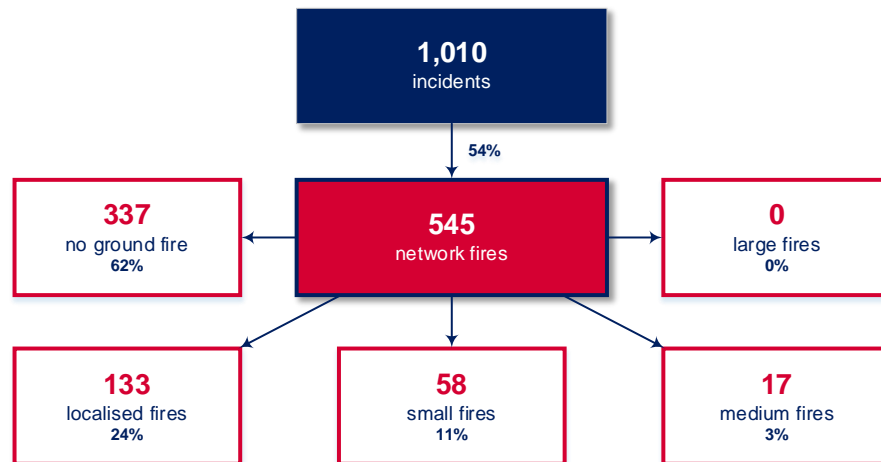 1,010
incidents
54%
337
no ground fire
62%
545
network fires
0
large fires
0%
133
localised fires
24%
58
small fires
11%
17
medium fires
3%